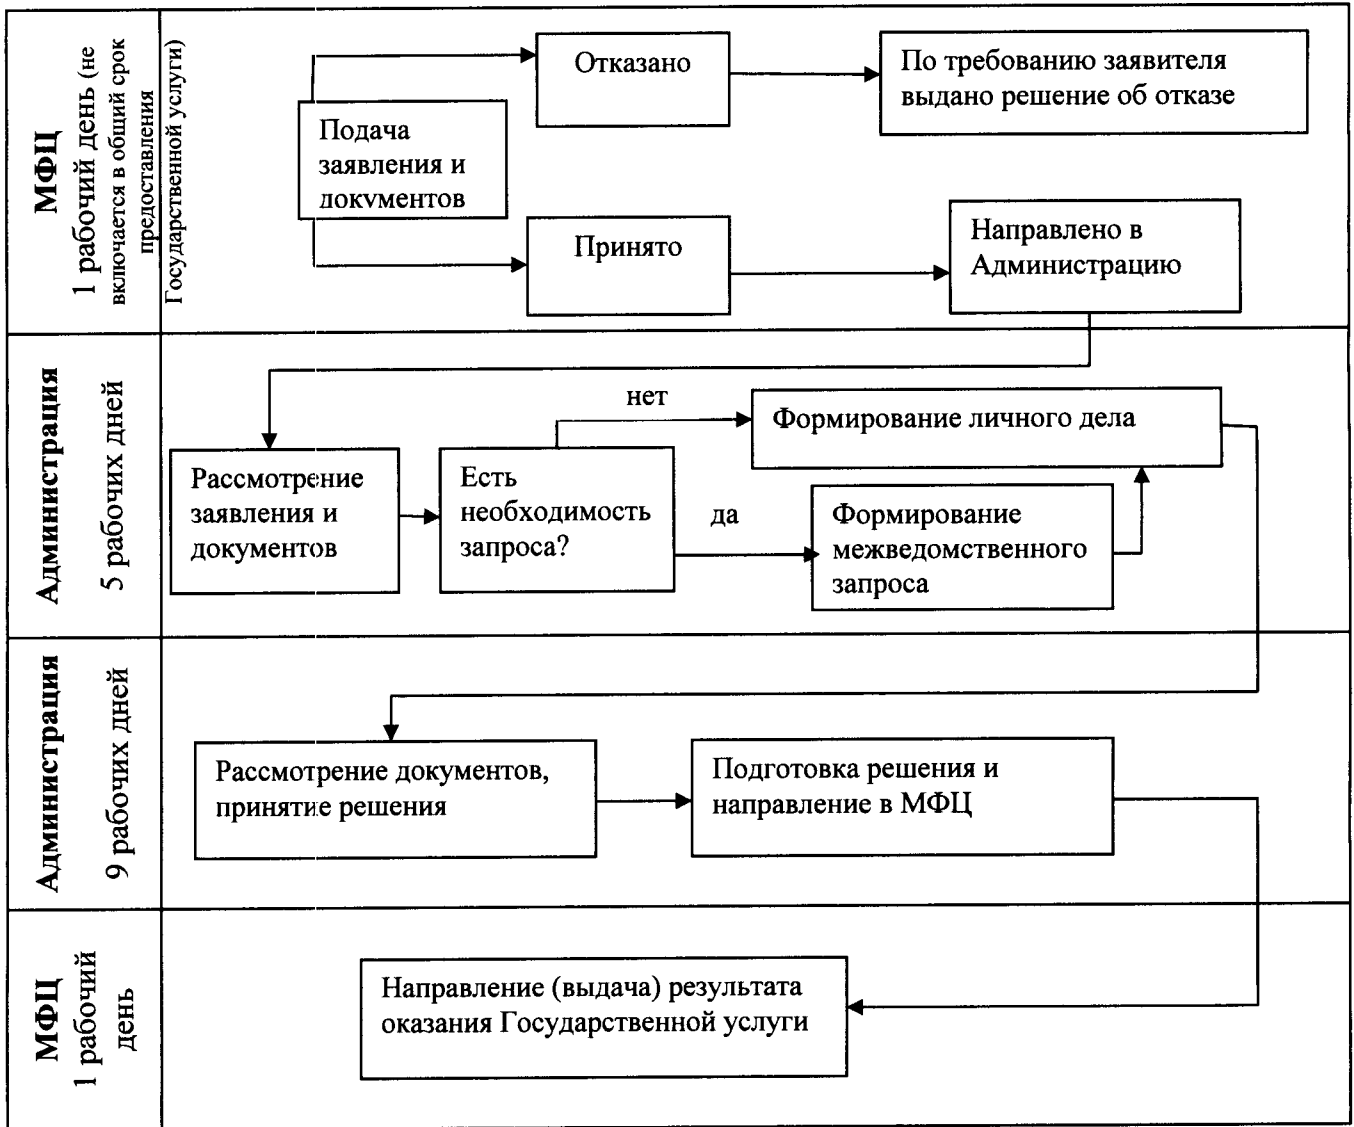 МФЦ
1 рабочий день (не
включается в общий срок
предоставления
Государственной услуги)
Отказано
По требованию заявителя
выдано решение об отказе
Подача
заявления и
документов
Принято
Направлено в
Администрацию
Администрация
5 рабочих дней
нет
Формирование личного дела
Рассмотрение
заявления и
документов
Есть
необходимость
запроса?
да
Формирование
межведомственного
запроса
Администрация
9 рабочих дней
Рассмотрение документов,
принятие решения
Подготовка решения и
направление в МФЦ
МФЦ
1 рабочий
день
Направление (выдача) результата
оказания Государственной услуги